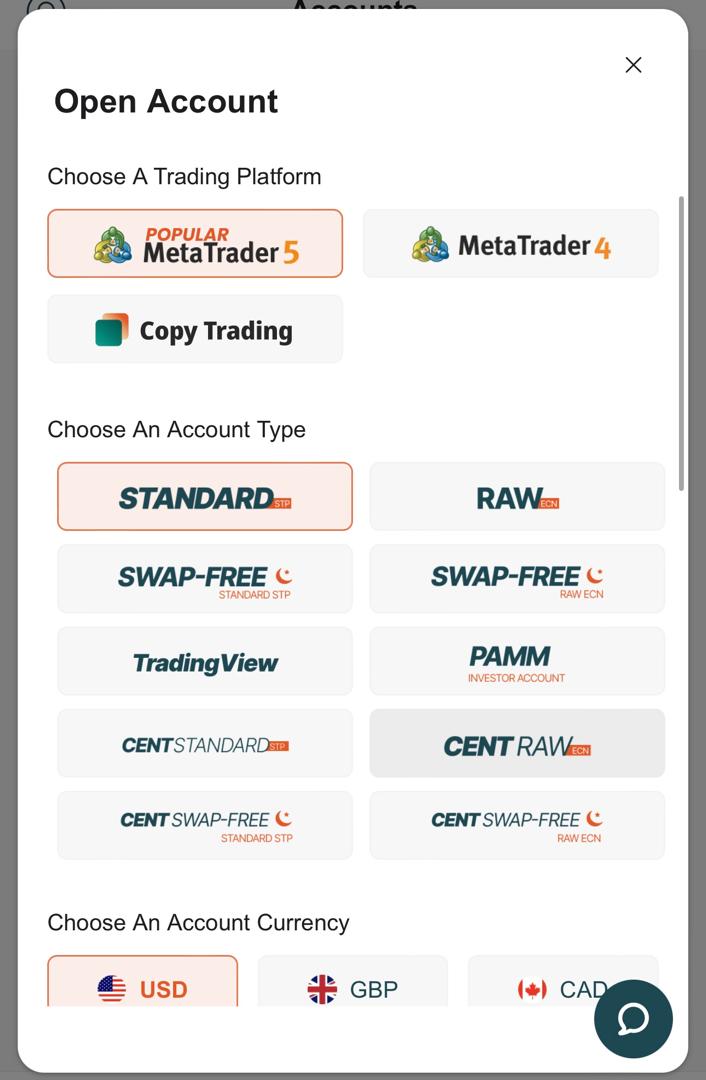 Accounts
Open Account
Choose A Trading Platform
POPULAR
MetaTrader 5
MetaTrader 4
Copy Trading
Choose An Account Type
STANDARD STP
RAW ECN
SWAP-FREE
STANDARD STP
SWAP-FREE
RAW ECN
TradingView
PAMM
INVESTOR ACCOUNT
CENT STANDARD STP
CENT RAW ECN
CENT SWAP-FREE
STANDARD STP
CENT SWAP-FREE
RAW ECN
Choose An Account Currency
USD
GBP
CAD